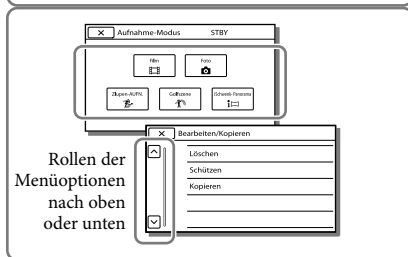 Aufnahme-Modus STBY
Film Foto
Zlupen-AUFN. Golfszene iSchwenk-Panorama
Bearbeiten/Kopieren
Löschen
Schützen
Kopieren
Rollen der
Menüoptionen
nach oben
oder unten